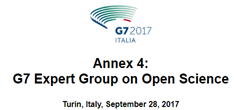 G7 2017
ITALIA
Annex 4:
G7 Expert Group on Open Science
Turin, Italy, September 28, 2017